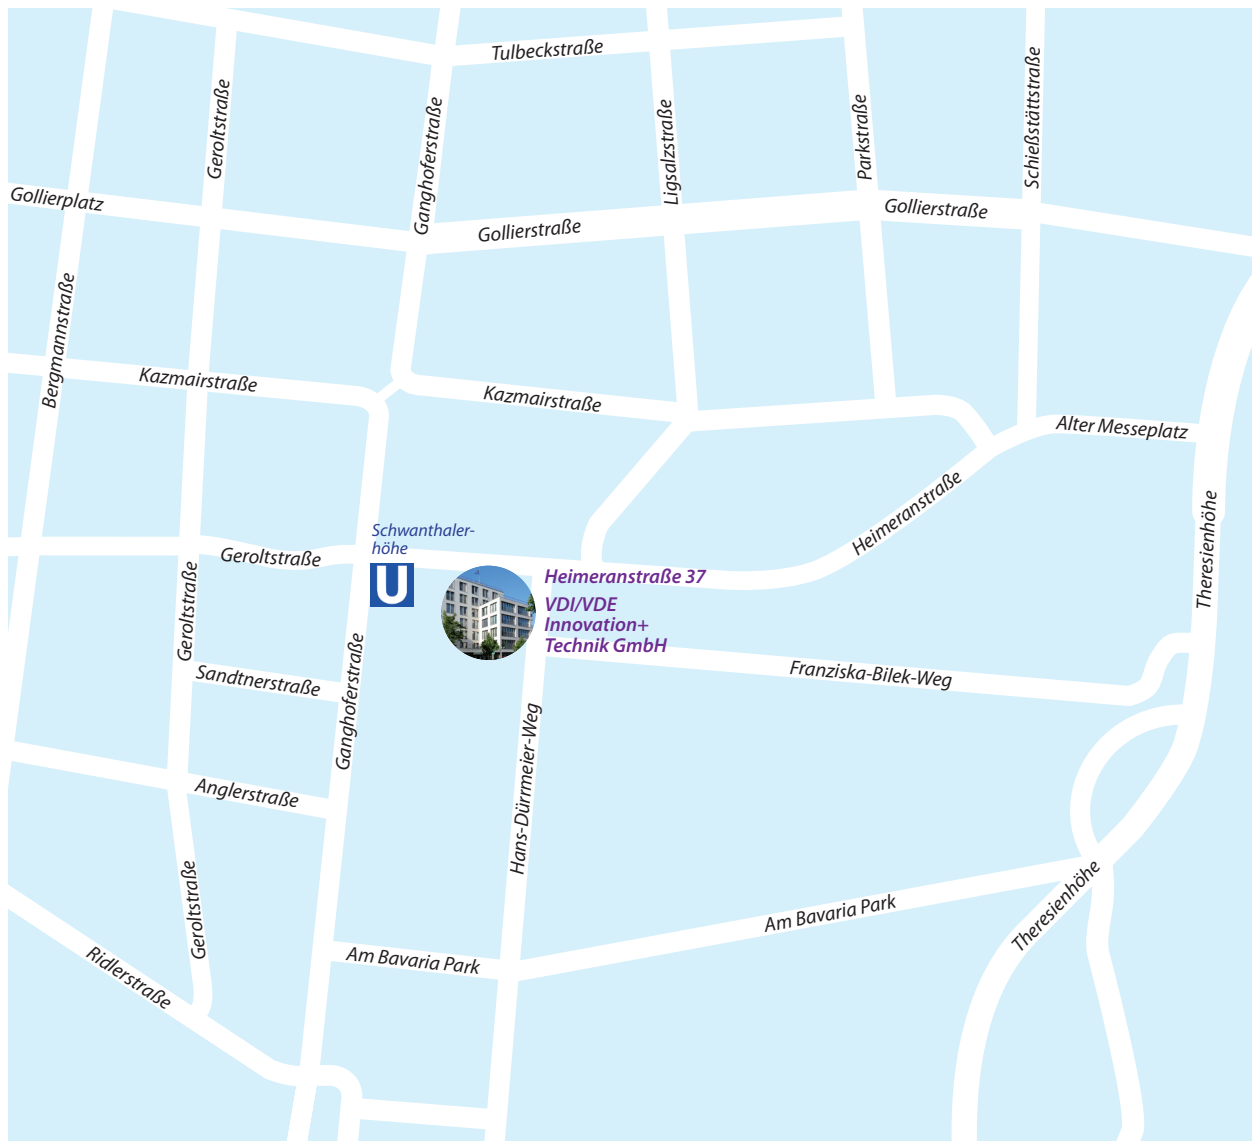 Tulbeckstraße
Geroltstraße
Ganghoferstraße
Ligsalzstraße
Parkstraße
Schießstättstraße
Gollierplatz
Gollierstraße
Gollierstraße
Bergmannstraße
Kazmairstraße
Kazmairstraße
Alter Messeplatz
Heimeranstraße
Theresienhöhe
Schwanthaler-
höhe
U
Geroltstraße
Geroltstraße
Heimeranstraße 37
VDI/VDE
Innovation+
Technik GmbH
Sandtnerstraße
Ganghoferstraße
Franziska-Bilek-Weg
Hans-Dürrmeier-Weg
Anglerstraße
Geroltstraße
Am Bavaria Park
Am Bavaria Park
Theresienhöhe
Ridlerstraße